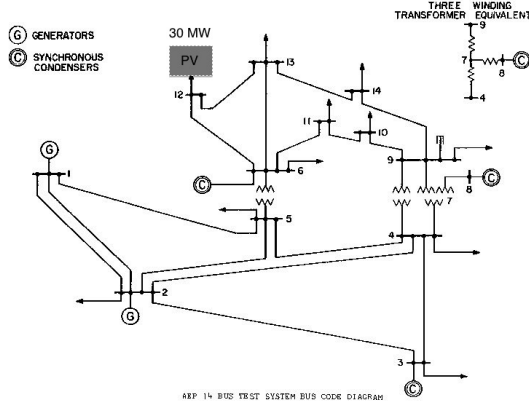 THREE WINDING
TRANSFORMER EQUIVALENT
9
7
8
C
4
G GENERATORS
C SYNCHRONOUS
CONDENSERS
30 MW
PV
13
14
12
11
10
9
G
1
C
6
7
8
C
5
4
2
G
3
C
AEP 14 BUS TEST SYSTEM BUS CODE DIAGRAM